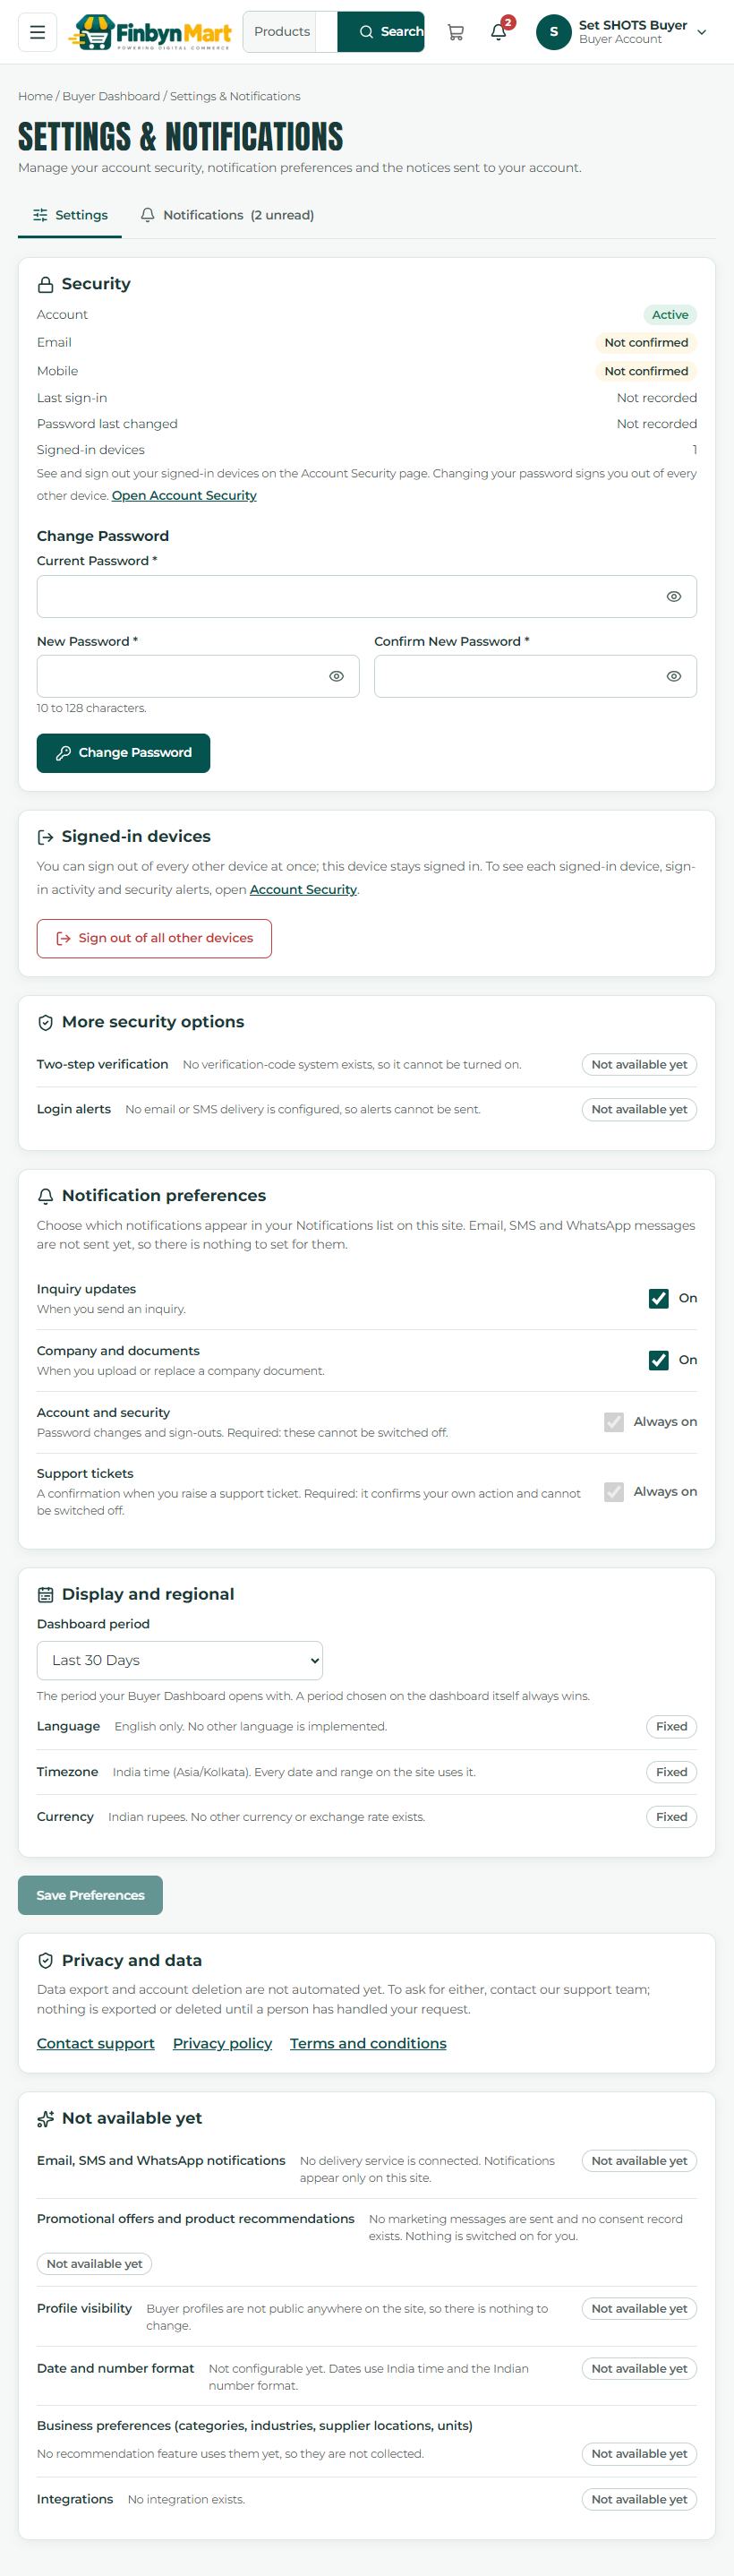 FinbynMart
POWERING DIGITAL COMMERCE
Products
Search
2
S
Set SHOTS Buyer
Buyer Account
Home / Buyer Dashboard / Settings & Notifications
SETTINGS & NOTIFICATIONS
Manage your account security, notification preferences and the notices sent to your account.
Settings
Notifications (2 unread)
Security
Account Active
Email Not confirmed
Mobile Not confirmed
Last sign-in Not recorded
Password last changed Not recorded
Signed-in devices 1
See and sign out your signed-in devices on the Account Security page. Changing your password signs you out of every
other device. Open Account Security
Change Password
Current Password *
New Password * Confirm New Password *
10 to 128 characters.
Change Password
Signed-in devices
You can sign out of every other device at once; this device stays signed in. To see each signed-in device, sign-
in activity and security alerts, open Account Security.
Sign out of all other devices
More security options
Two-step verification No verification-code system exists, so it cannot be turned on. Not available yet
Login alerts No email or SMS delivery is configured, so alerts cannot be sent. Not available yet
Notification preferences
Choose which notifications appear in your Notifications list on this site. Email, SMS and WhatsApp messages
are not sent yet, so there is nothing to set for them.
Inquiry updates
When you send an inquiry.
On
Company and documents
When you upload or replace a company document.
On
Account and security
Password changes and sign-outs. Required: these cannot be switched off.
Always on
Support tickets
A confirmation when you raise a support ticket. Required: it confirms your own action and cannot
be switched off.
Always on
Display and regional
Dashboard period
Last 30 Days
The period your Buyer Dashboard opens with. A period chosen on the dashboard itself always wins.
Language English only. No other language is implemented. Fixed
Timezone India time (Asia/Kolkata). Every date and range on the site uses it. Fixed
Currency Indian rupees. No other currency or exchange rate exists. Fixed
Save Preferences
Privacy and data
Data export and account deletion are not automated yet. To ask for either, contact our support team;
nothing is exported or deleted until a person has handled your request.
Contact support Privacy policy Terms and conditions
Not available yet
Email, SMS and WhatsApp notifications No delivery service is connected. Notifications
appear only on this site.
Not available yet
Promotional offers and product recommendations No marketing messages are sent and no consent record
exists. Nothing is switched on for you.
Not available yet
Profile visibility Buyer profiles are not public anywhere on the site, so there is nothing to
change.
Not available yet
Date and number format Not configurable yet. Dates use India time and the Indian
number format.
Not available yet
Business preferences (categories, industries, supplier locations, units)
No recommendation feature uses them yet, so they are not collected. Not available yet
Integrations No integration exists. Not available yet